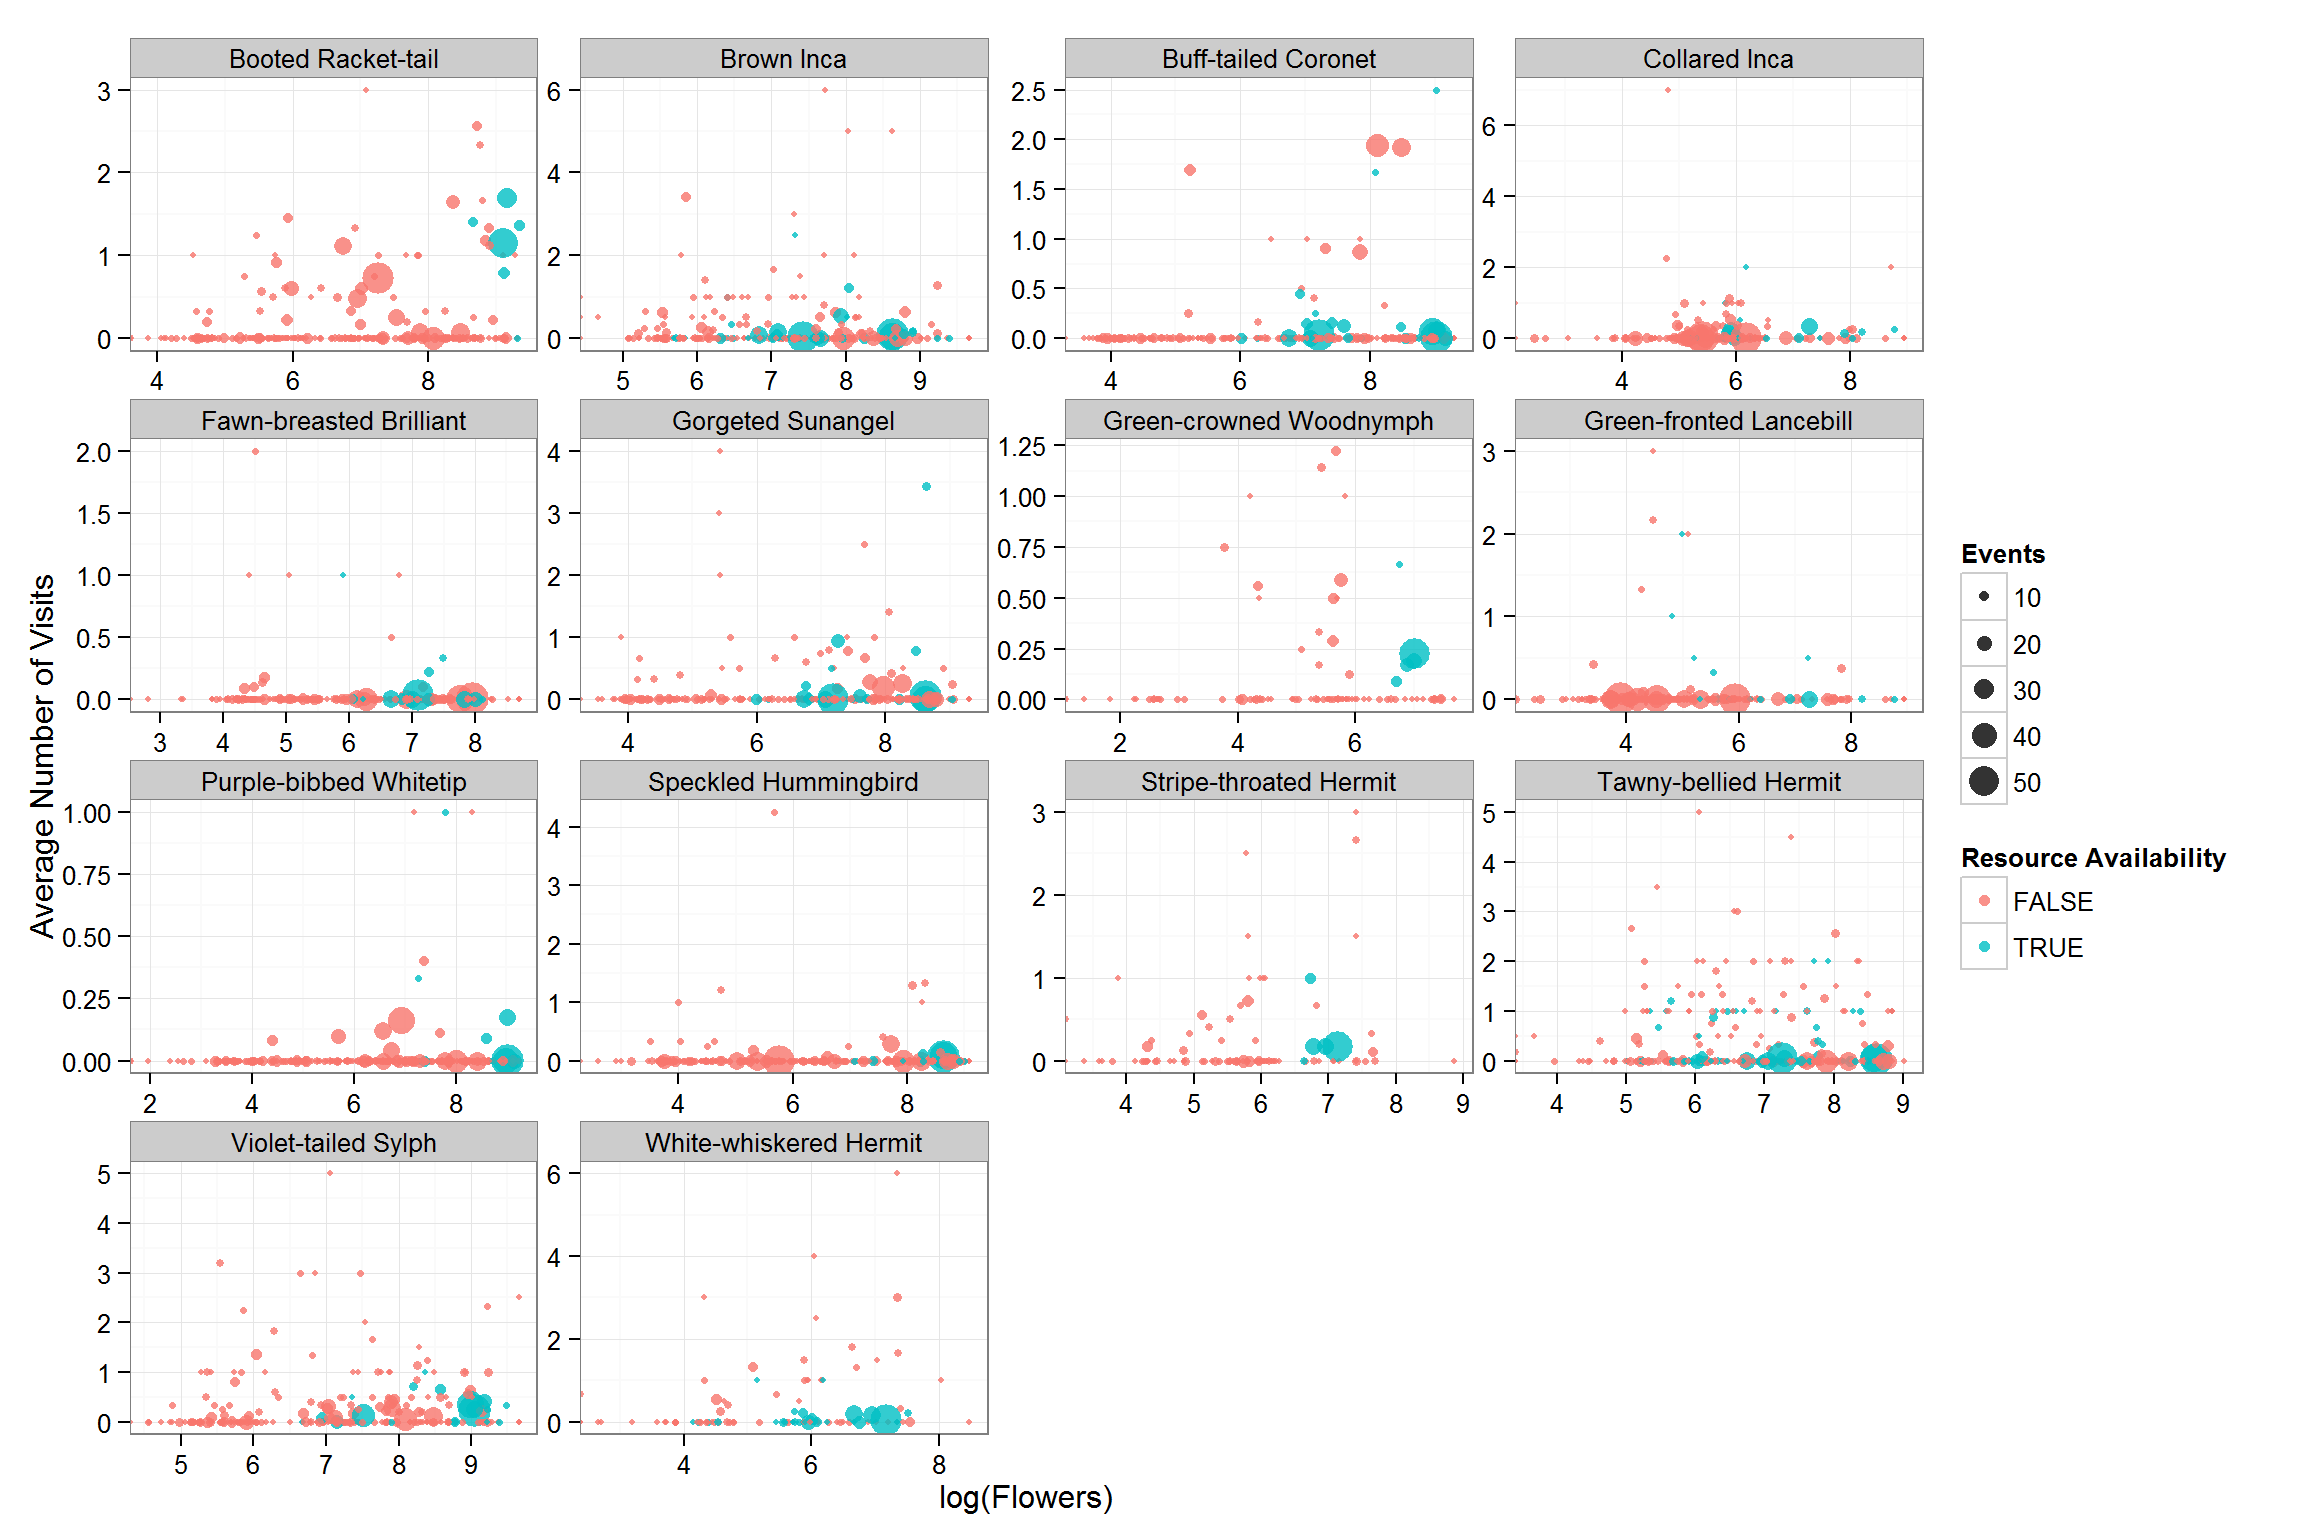 Booted Racket-tail
Brown Inca
Buff-tailed Coronet
Collared Inca
3
2
1
0
6
4
2
0
2.5
2.0
1.5
1.0
0.5
0.0
6
4
2
0
4 6 8
5 6 7 8 9
4 6 8
4 6 8
Fawn-breasted Brilliant
Gorgeted Sunangel
Green-crowned Woodnymph
Green-fronted Lancebill
2.0
1.5
1.0
0.5
0.0
4
3
2
1
0
1.25
1.00
0.75
0.50
0.25
0.00
3
2
1
0
3 4 5 6 7 8
4 6 8
2 4 6
4 6 8
Purple-bibbed Whitetip
Speckled Hummingbird
Stripe-throated Hermit
Tawny-bellied Hermit
1.00
0.75
0.50
0.25
0.00
4
3
2
1
0
3
2
1
0
5
4
3
2
1
0
2 4 6 8
4 6 8
4 5 6 7 8 9
4 5 6 7 8 9
Violet-tailed Sylph
White-whiskered Hermit
5
4
3
2
1
0
6
4
2
0
5 6 7 8 9
4 6 8
log(Flowers)
Average Number of Visits
Events
10
20
30
40
50
Resource Availability
FALSE
TRUE